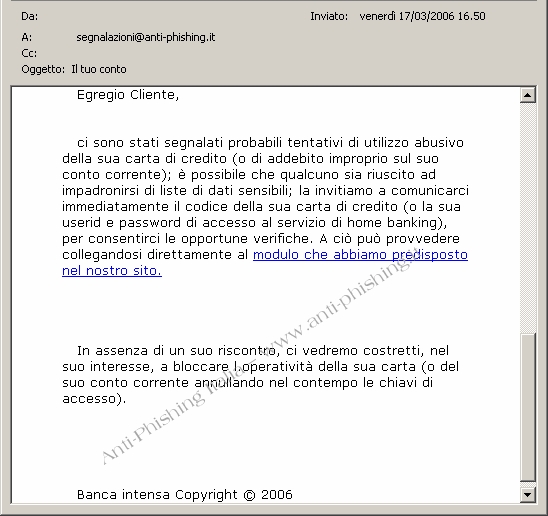 Da: Inviato: venerdì 17/03/2006 16.50
A: segnalazioni@anti-phishing.it
Cc:
Oggetto: Il tuo conto
Egregio Cliente,
ci sono stati segnalati probabili tentativi di utilizzo abusivo
della sua carta di credito (o di addebito improprio sul suo
conto corrente); è possibile che qualcuno sia riuscito ad
impadronirsi di liste di dati sensibili; la invitiamo a comunicarci
immediatamente il codice della sua carta di credito (o la sua
userid e password di accesso al servizio di home banking),
per consentirci le opportune verifiche. A ciò può provvedere
collegandosi direttamente al modulo che abbiamo predisposto
nel nostro sito.
In assenza di un suo riscontro, ci vedremo costretti, nel
suo interesse, a bloccare l.operatività della sua carta (o del
suo conto corrente annullando nel contempo le chiavi di
accesso).
Anti-Phishing Italia - www.anti-phishing.it
Banca intensa Copyright © 2006